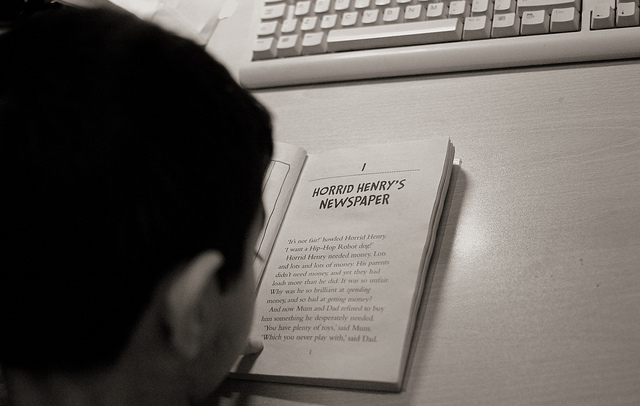 1
HORRID HENRY'S
NEWSPAPER
'It's not fair!' howled Horrid Henry.
'I want a Hip-Hop Robot dog!'
Horrid Henry needed money. Lots
and lots and lots of money. His parents
didn't need money, and yet they had
loads more than he did. It was so unfair.
Why was he so brilliant at spending
money, and so bad at getting money?
And now Mum and Dad refused to buy
him something he desperately needed.
'You have plenty of toys,' said Mum.
'Which you never play with,' said Dad.
1